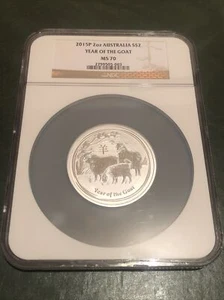 2015P 2oz AUSTRALIA S$2
YEAR OF THE GOAT
MS 70
Year of the Goat